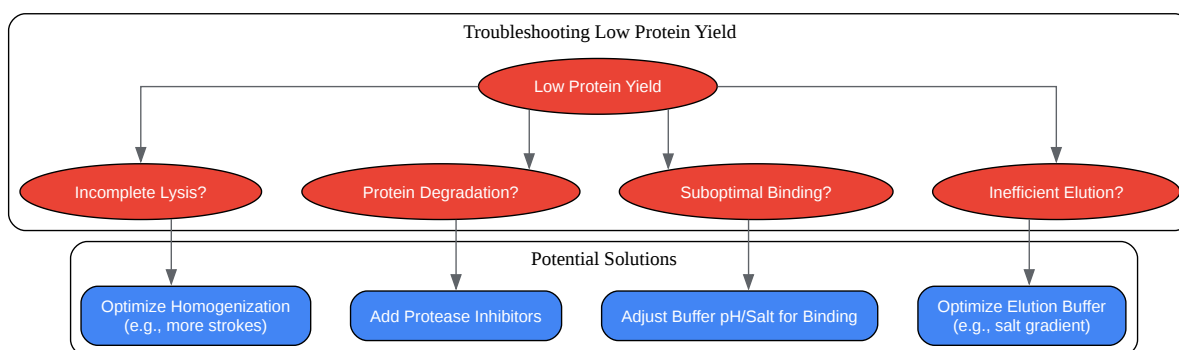 Troubleshooting Low Protein Yield
Low Protein Yield
Incomplete Lysis?
Protein Degradation?
Suboptimal Binding?
Inefficient Elution?
Potential Solutions
Optimize Homogenization
(e.g., more strokes)
Add Protease Inhibitors
Adjust Buffer pH/Salt for Binding
Optimize Elution Buffer
(e.g., salt gradient)